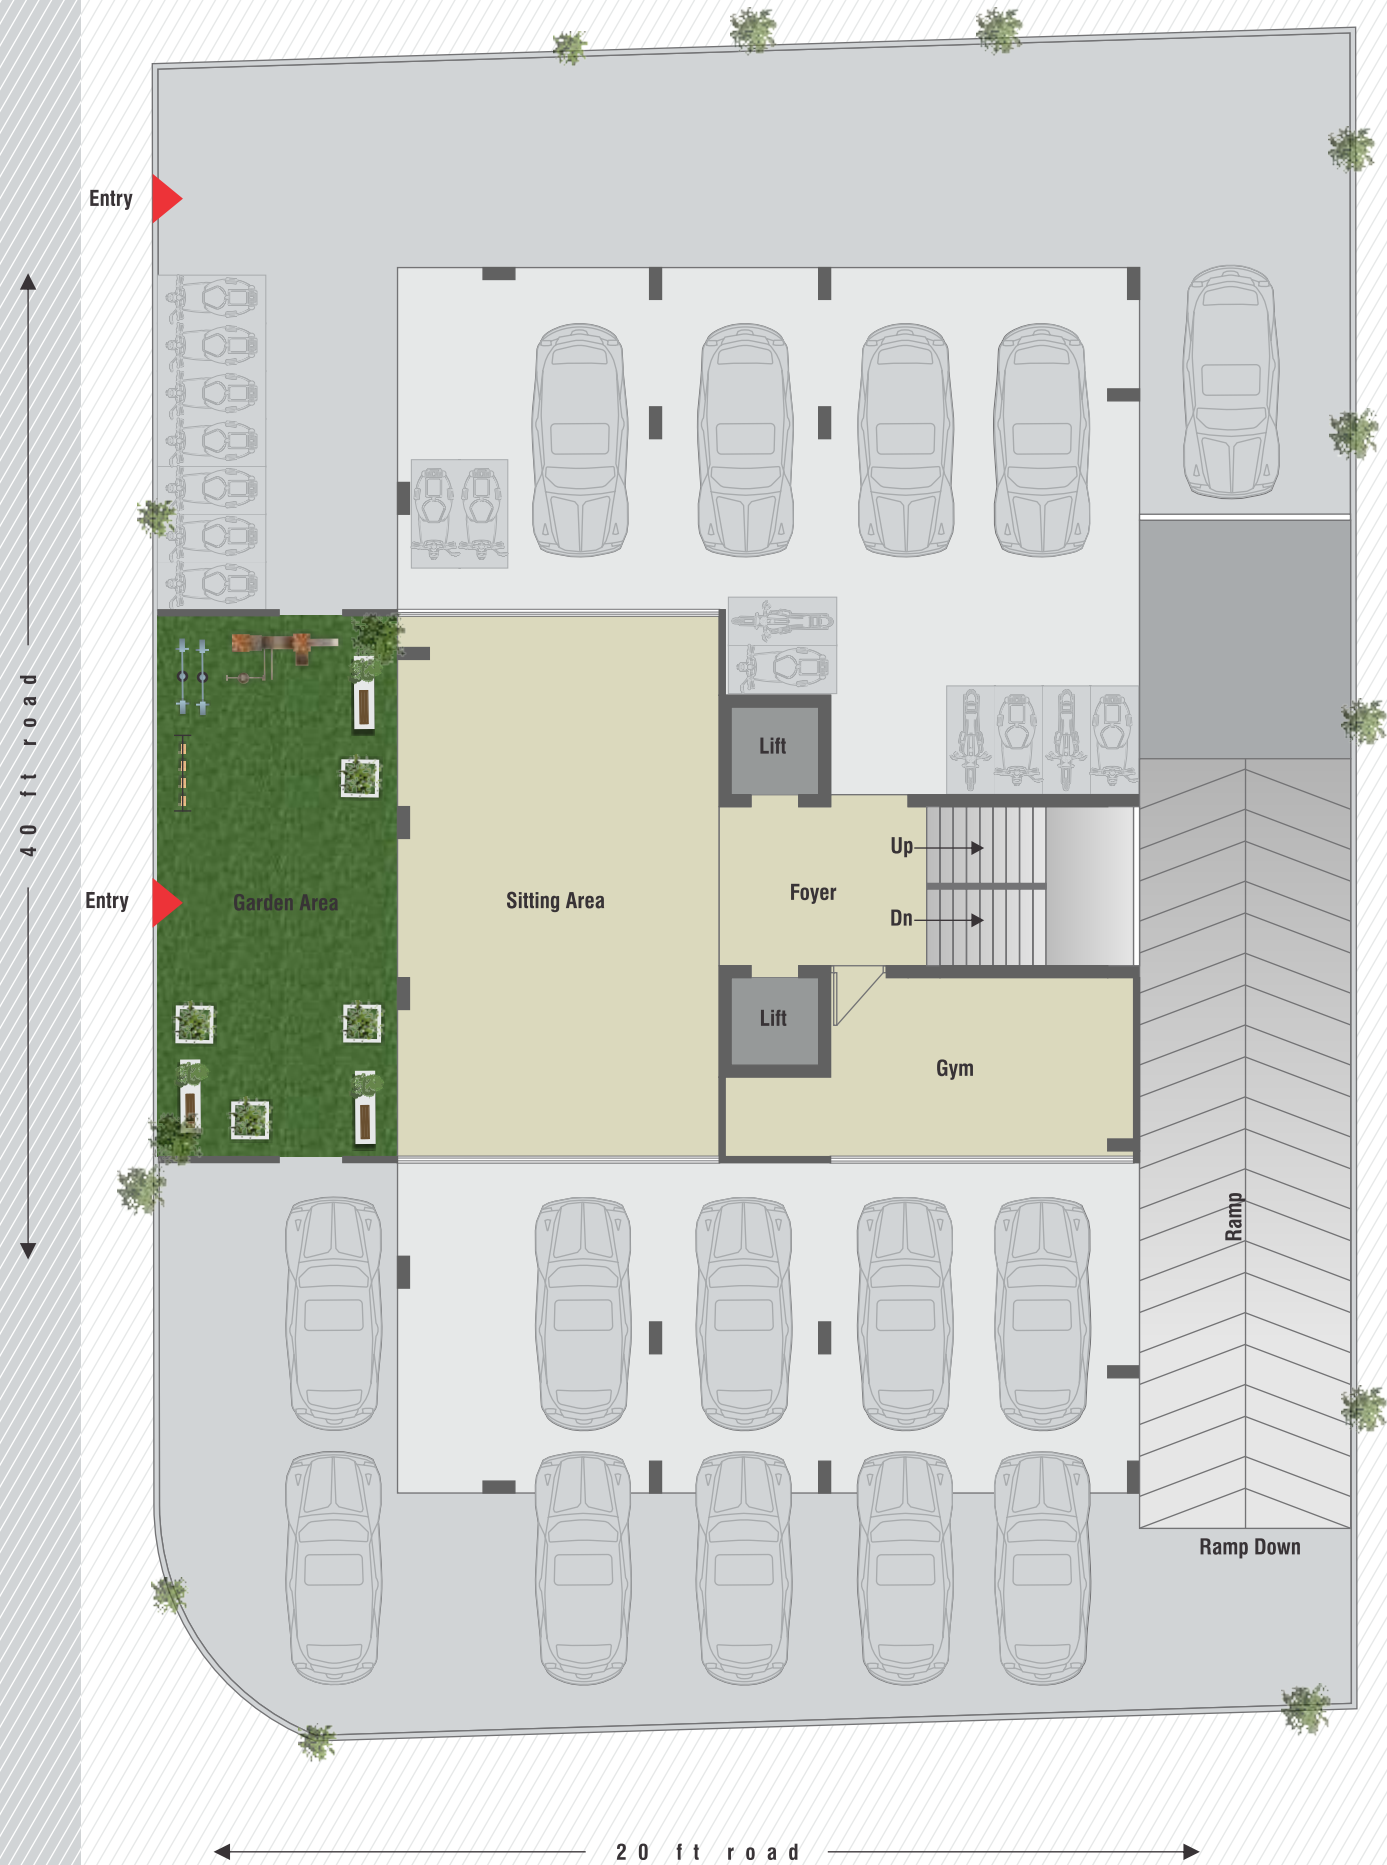 Entry
40 ft road
Lift
Up
Entry
Garden Area
Sitting Area
Foyer
Dn
Lift
Gym
Ramp
Ramp Down
20 ft road